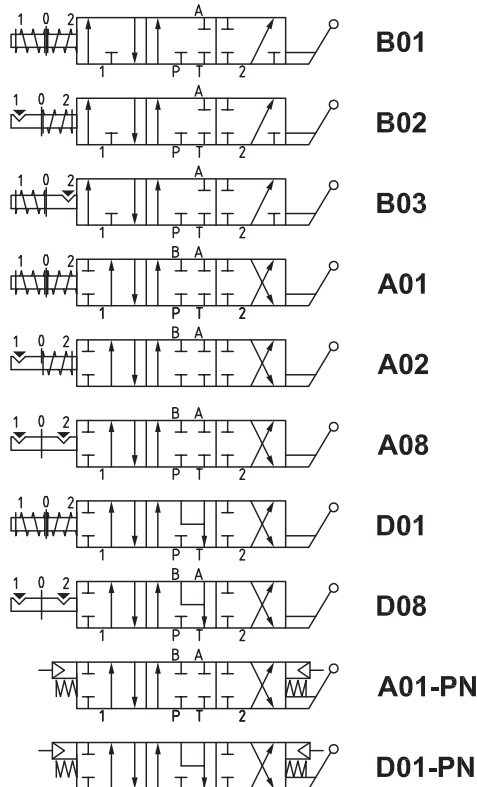 1 0 2 A B01
1 P T 2
1 0 2 A B02
1 P T 2
1 0 2 A B03
1 P T 2
1 0 2 B A A01
1 P T 2
1 0 2 B A A02
1 P T 2
1 0 2 B A A08
1 P T 2
1 0 2 B A D01
1 P T 2
1 0 2 B A D08
1 P T 2
B A A01-PN
1 P T 2
D01-PN